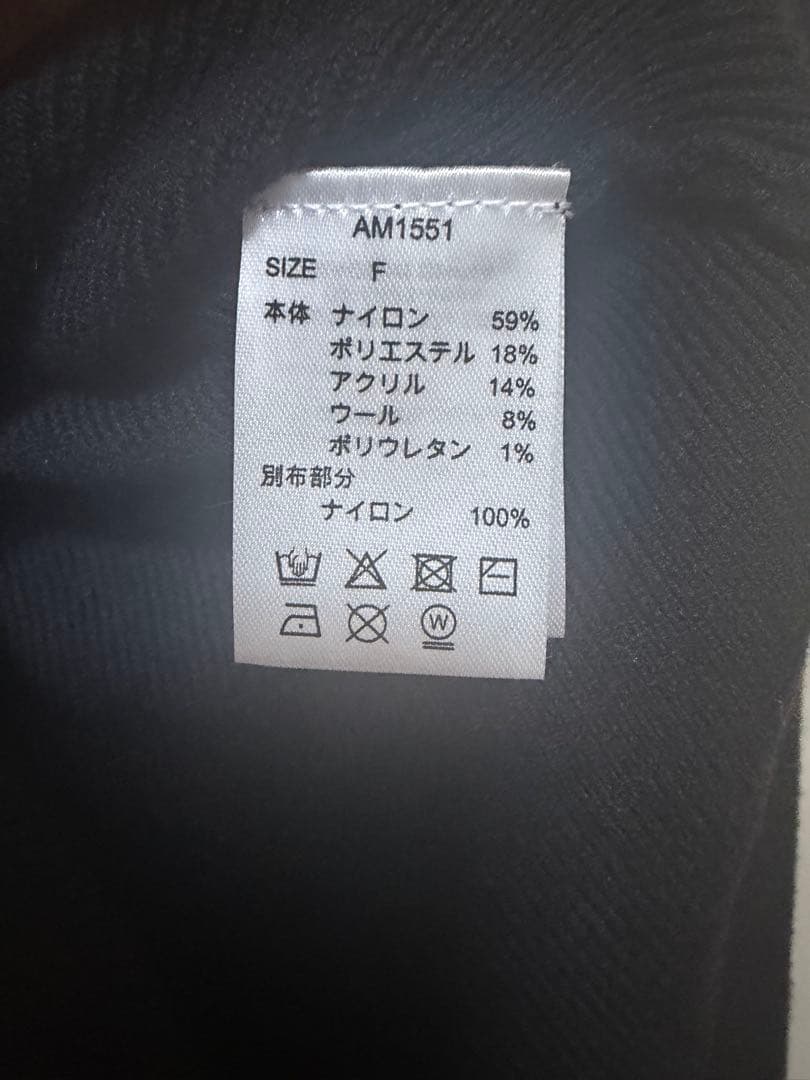 AM1551
SIZE F
本体 ナイロン 59%
ポリエステル 18%
アクリル 14%
ウール 8%
ポリウレタン 1%
別布部分
ナイロン 100%
W